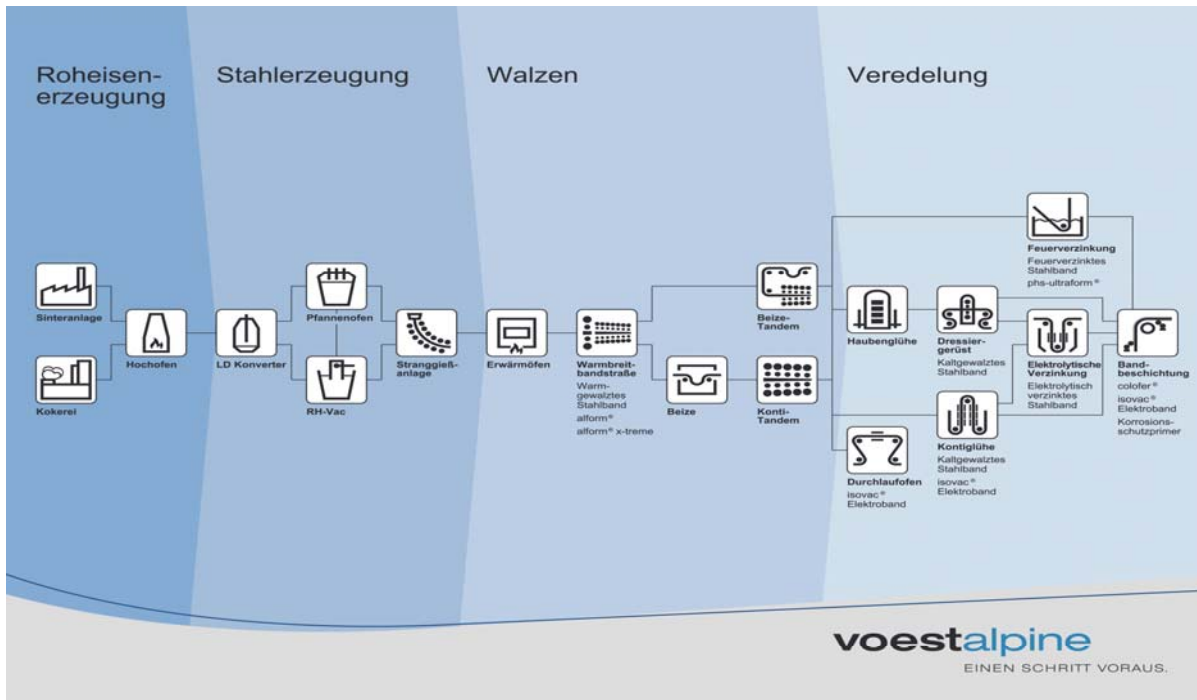 Roheisen-
erzeugung
Stahlerzeugung
Walzen
Veredelung
Sinteranlage
Kokerei
Hochofen
LD Konverter
Pfannenofen
RH-Vac
Stranggieß-
anlage
Erwärmöfen
Warmbreit-
bandstraße
Warm-
gewalztes
Stahlband
alform®
alform® x-treme
Beize
Beize-
Tandem
Konti-
Tandem
Haubenglühe
Durchlaufofen
isovac®
Elektroband
Dressier-
gerüst
Kaltgewalztes
Stahlband
Kontiglühe
Kaltgewalztes
Stahlband
isovac®
Elektroband
Feuerverzinkung
Feuerverzinktes
Stahlband
phs-ultraform®
Elektrolytische
Verzinkung
Elektrolytisch
verzinktes
Stahlband
Band-
beschichtung
colofer®
isovac®
Elektroband
Korrosions-
schutzprimer
voestalpine
EINEN SCHRITT VORAUS.